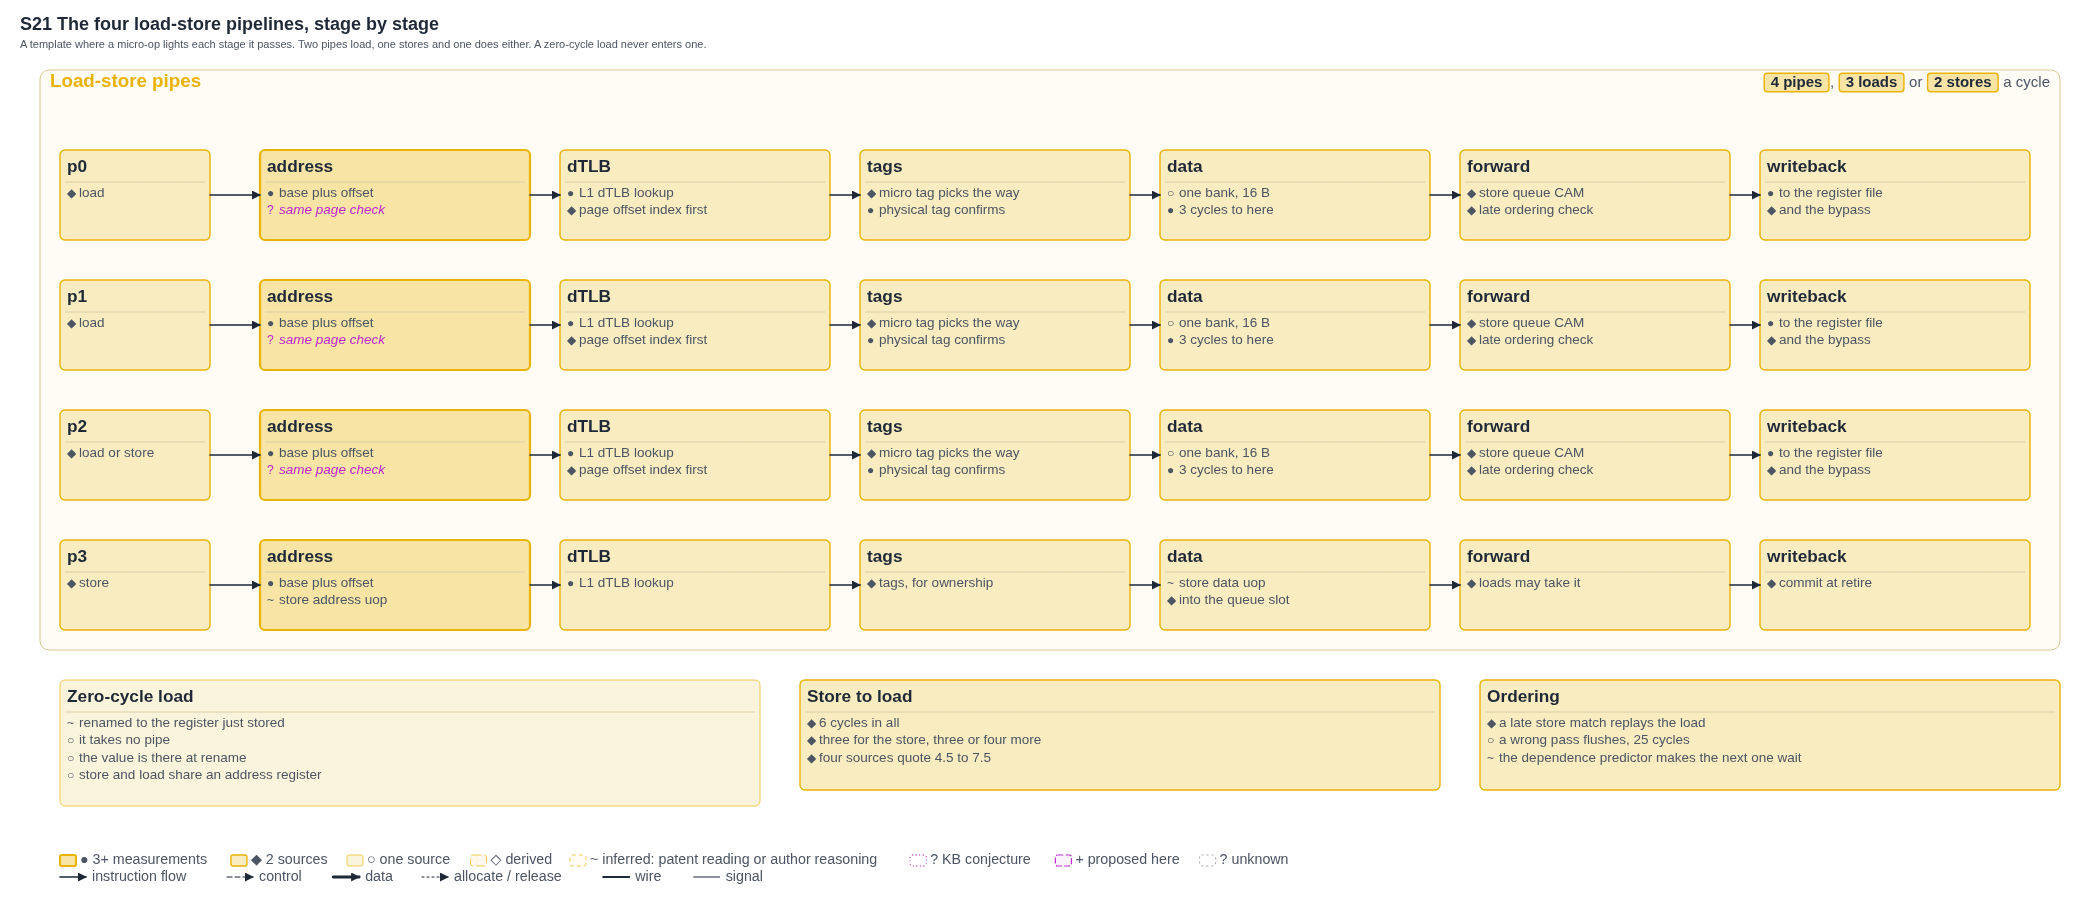 S21 The four load-store pipelines, stage by stage
A template where a micro-op lights each stage it passes. Two pipes load, one stores and one does either. A zero-cycle load never enters one.
Load-store pipes
4 pipes, 3 loads or 2 stores a cycle
p0
◆ load
address
● base plus offset
? same page check
dTLB
● L1 dTLB lookup
◆ page offset index first
tags
◆ micro tag picks the way
● physical tag confirms
data
○ one bank, 16 B
● 3 cycles to here
forward
◆ store queue CAM
◆ late ordering check
writeback
● to the register file
◆ and the bypass
p1
◆ load
address
● base plus offset
? same page check
dTLB
● L1 dTLB lookup
◆ page offset index first
tags
◆ micro tag picks the way
● physical tag confirms
data
○ one bank, 16 B
● 3 cycles to here
forward
◆ store queue CAM
◆ late ordering check
writeback
● to the register file
◆ and the bypass
p2
◆ load or store
address
● base plus offset
? same page check
dTLB
● L1 dTLB lookup
◆ page offset index first
tags
◆ micro tag picks the way
● physical tag confirms
data
○ one bank, 16 B
● 3 cycles to here
forward
◆ store queue CAM
◆ late ordering check
writeback
● to the register file
◆ and the bypass
p3
◆ store
address
● base plus offset
~ store address uop
dTLB
● L1 dTLB lookup
tags
◆ tags, for ownership
data
~ store data uop
◆ into the queue slot
forward
◆ loads may take it
writeback
◆ commit at retire
Zero-cycle load
~ renamed to the register just stored
○ it takes no pipe
○ the value is there at rename
○ store and load share an address register
Store to load
◆ 6 cycles in all
◆ three for the store, three or four more
◆ four sources quote 4.5 to 7.5
Ordering
◆ a late store match replays the load
○ a wrong pass flushes, 25 cycles
~ the dependence predictor makes the next one wait
● 3+ measurements ◆ 2 sources ○ one source ◇ derived ~ inferred: patent reading or author reasoning ? KB conjecture + proposed here ? unknown
instruction flow control data allocate / release wire signal